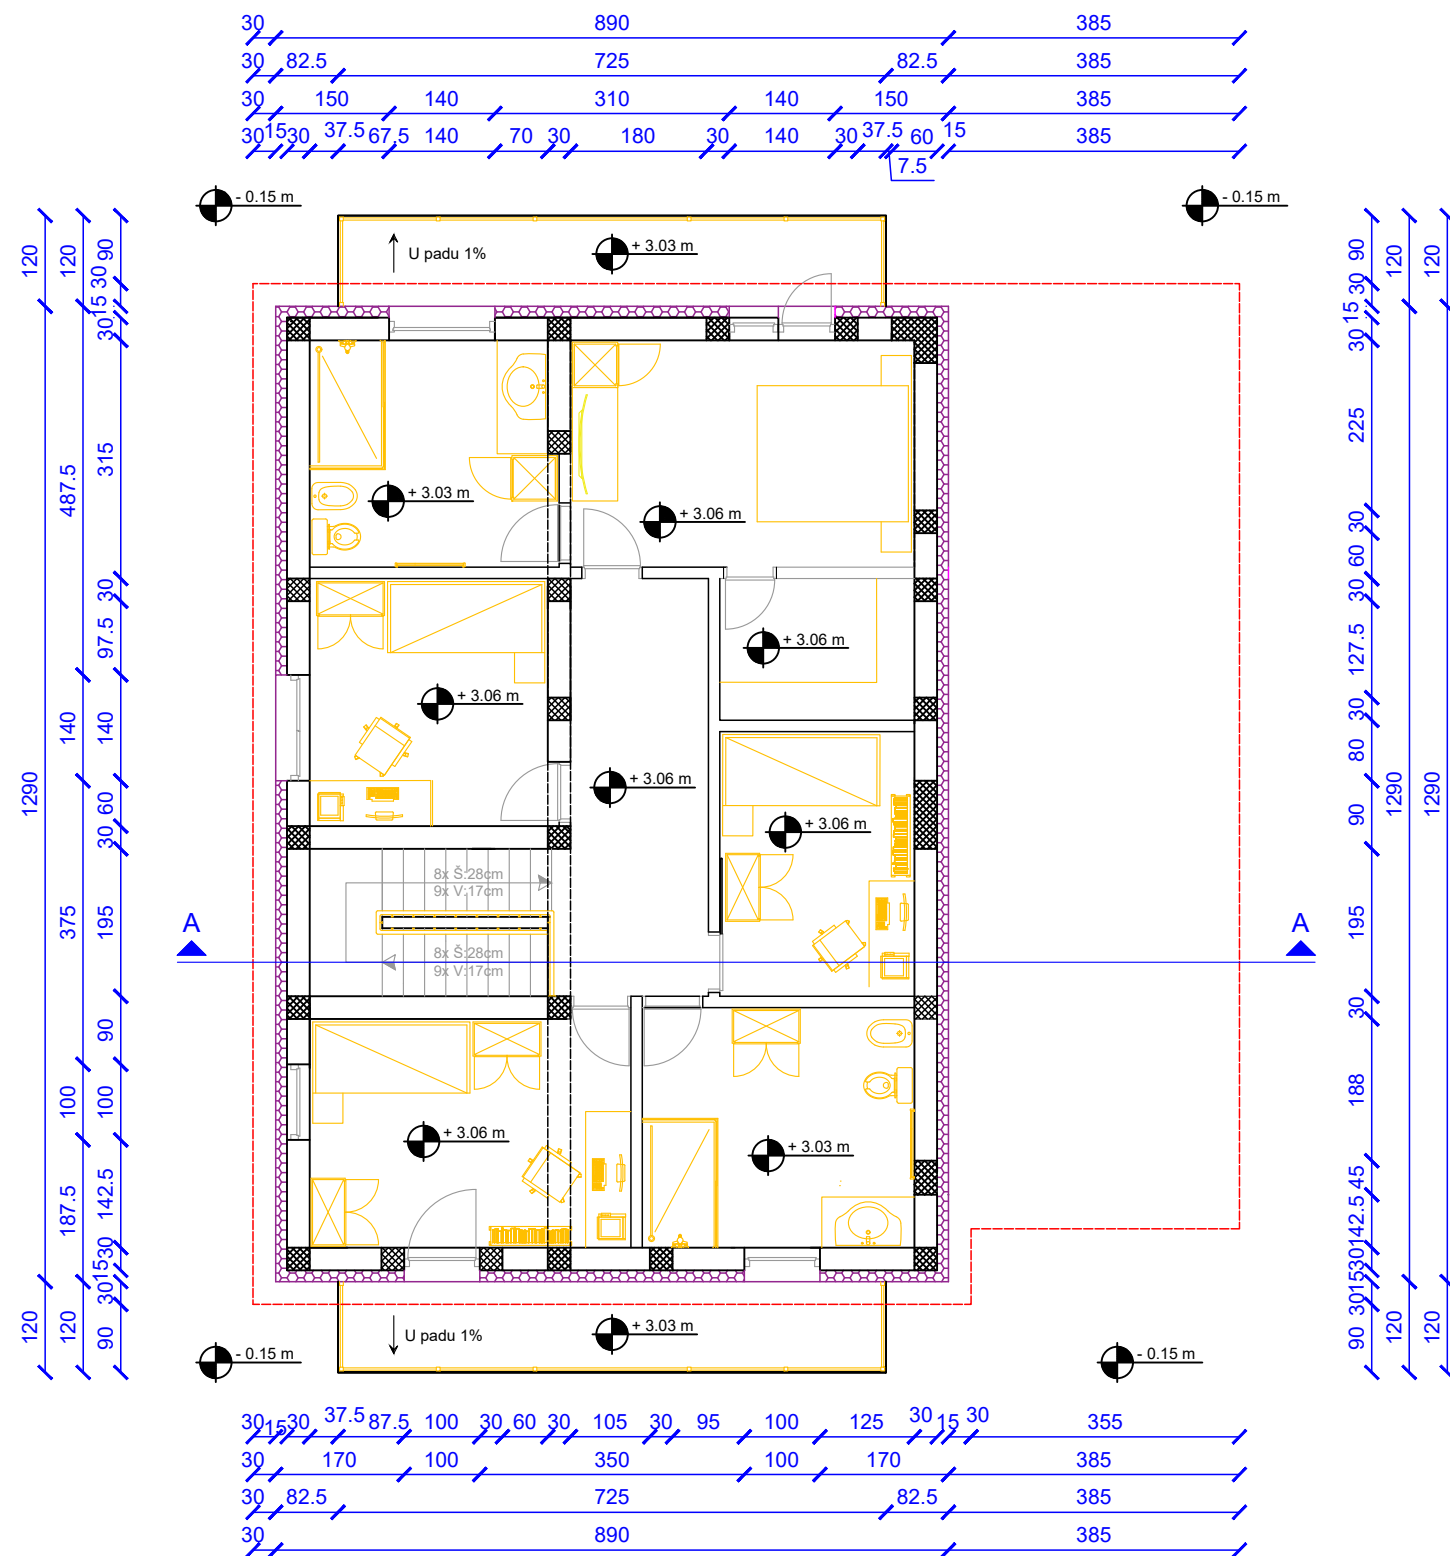 30 890 385
30 82.5 725 82.5 385
30 150 140 310 140 150 385
30 15 30 37.5 67.5 140 70 30 180 30 140 30 37.5 60 15 385
7.5
- 0.15 m
- 0.15 m
U padu 1%
+ 3.03 m
+ 3.03 m
+ 3.06 m
+ 3.06 m
+ 3.06 m
+ 3.06 m
+ 3.06 m
8x Š:28cm
9x V:17cm
8x Š:28cm
9x V:17cm
A
A
+ 3.06 m
+ 3.03 m
U padu 1%
+ 3.03 m
- 0.15 m
- 0.15 m
120 1290 120
120 487.5 140 375 100 187.5 120
90 30 15 30 315 30 97.5 140 60 30 195 90 100 142.5 30 15 30 90
90 30 15 30 225 30 60 30 127.5 30 80 90 195 30 188 45 142.5 30 15 30 90
120 1290 120
120 1290 120
30 15 30 37.5 87.5 100 30 60 30 105 30 95 100 125 30 15 30 355
30 170 100 350 100 170 385
30 82.5 725 82.5 385
30 890 385